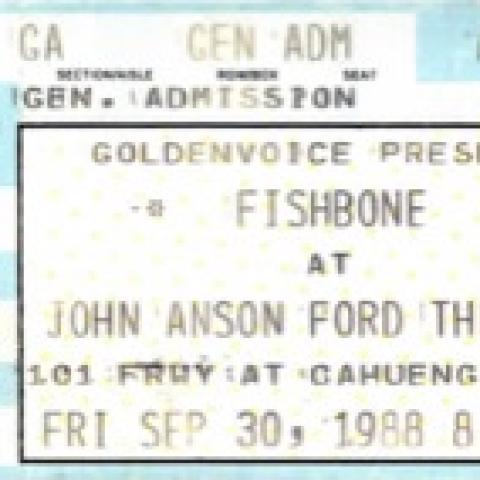 GA GEN ADM
SECTION/AISLE ROW/BOX SEAT
GEN. ADMISSION
GOLDENVOICE PRES
FISHBONE
AT
JOHN ANSON FORD TH
101 FRWY AT CAHUENG
FRI SEP 30, 1988 8